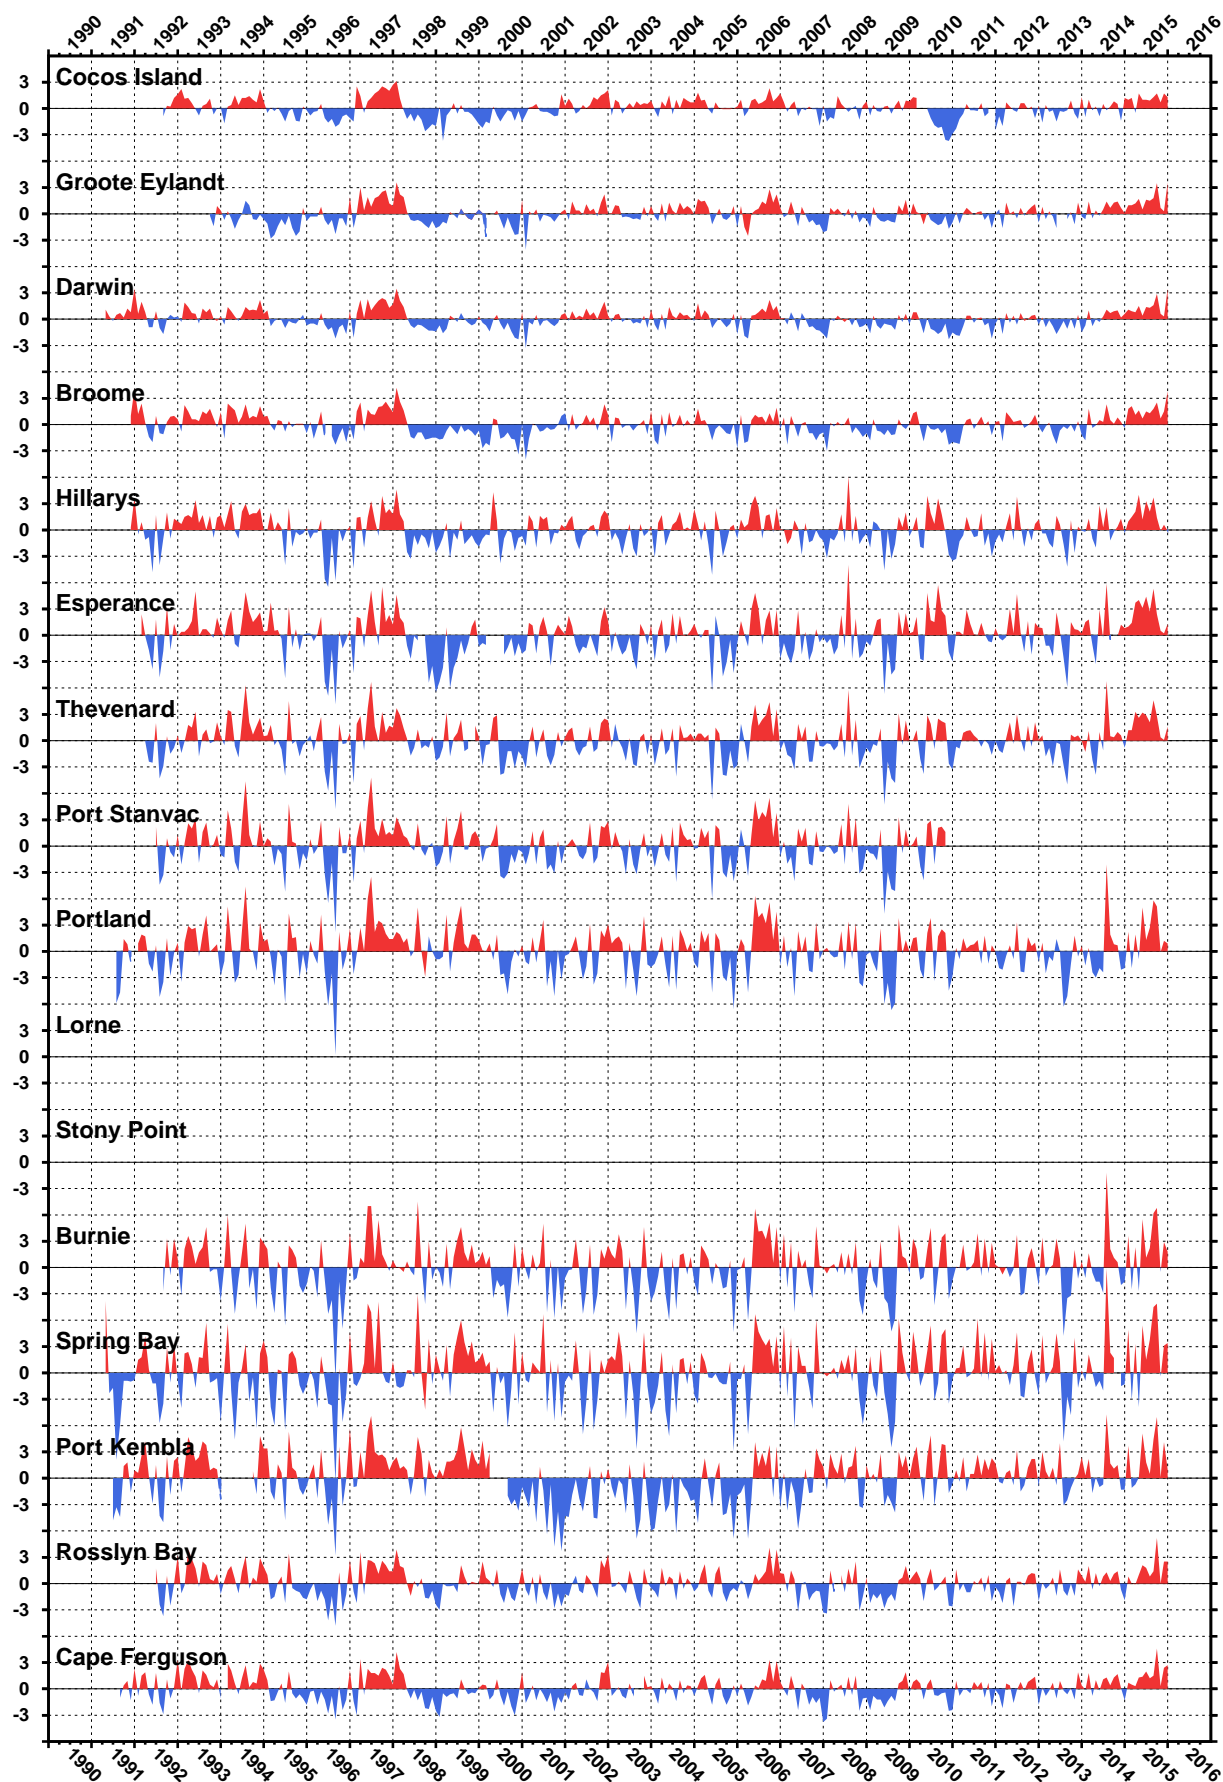 1990 1991 1992 1993 1994 1995 1996 1997 1998 1999 2000 2001 2002 2003 2004 2005 2006 2007 2008 2009 2010 2011 2012 2013 2014 2015 2016
Cocos Island
3
0
-3
Groote Eylandt
3
0
-3
Darwin
3
0
-3
Broome
3
0
-3
Hillarys
3
0
-3
Esperance
3
0
-3
Thevenard
3
0
-3
Port Stanvac
3
0
-3
Portland
3
0
-3
Lorne
3
0
-3
Stony Point
3
0
-3
Burnie
3
0
-3
Spring Bay
3
0
-3
Port Kembla
3
0
-3
Rosslyn Bay
3
0
-3
Cape Ferguson
3
0
-3
1990 1991 1992 1993 1994 1995 1996 1997 1998 1999 2000 2001 2002 2003 2004 2005 2006 2007 2008 2009 2010 2011 2012 2013 2014 2015 2016